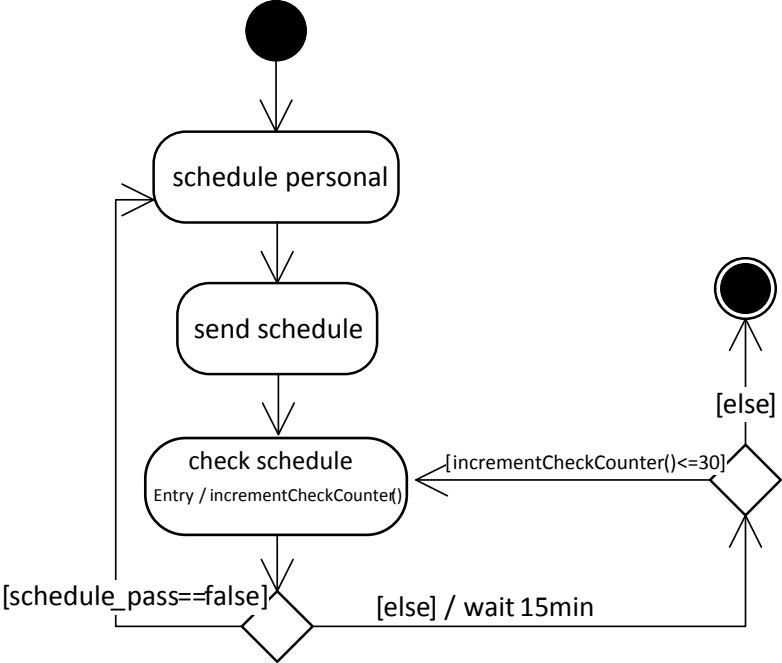 schedule personal
send schedule
[else]
check schedule
[incrementCheckCounter()<=30]
Entry / incrementCheckCounter()
[schedule_pass==false]
[else] / wait 15min